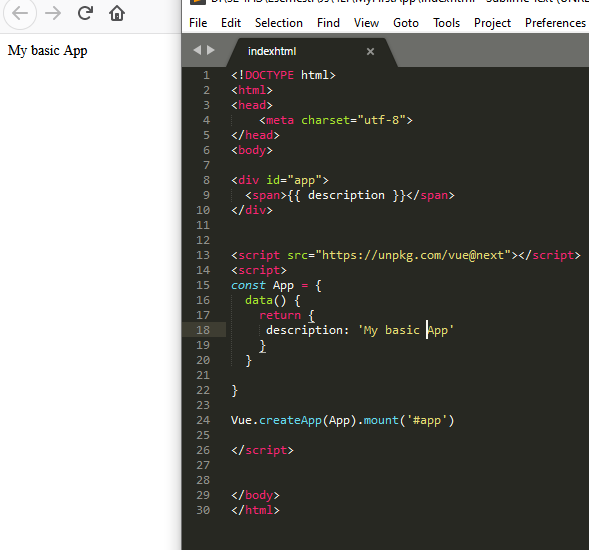 My basic App
File Edit Selection Find View Goto Tools Project Preferences
indexhtml
1 <!DOCTYPE html>
2 <html>
3 <head>
4 <meta charset="utf-8">
5 </head>
6 <body>
7
8 <div id="app">
9 <span>{{ description }}</span>
10 </div>
11
12
13 <script src="https://unpkg.com/vue@next"></script>
14 <script>
15 const App = {
16 data() {
17 return {
18 description: 'My basic App'
19 }
20 }
21
22 }
23
24 Vue.createApp(App).mount('#app')
25
26 </script>
27
28
29 </body>
30 </html>